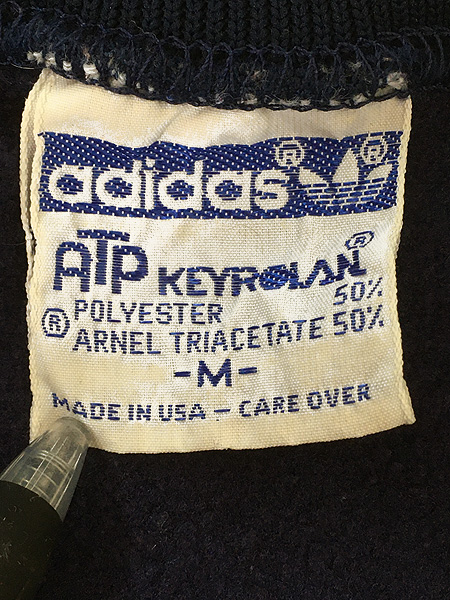 adidas®
ATP KEYROLAN®
POLYESTER 50%
® ARNEL TRIACETATE 50%
-M-
MADE IN USA - CARE OVER